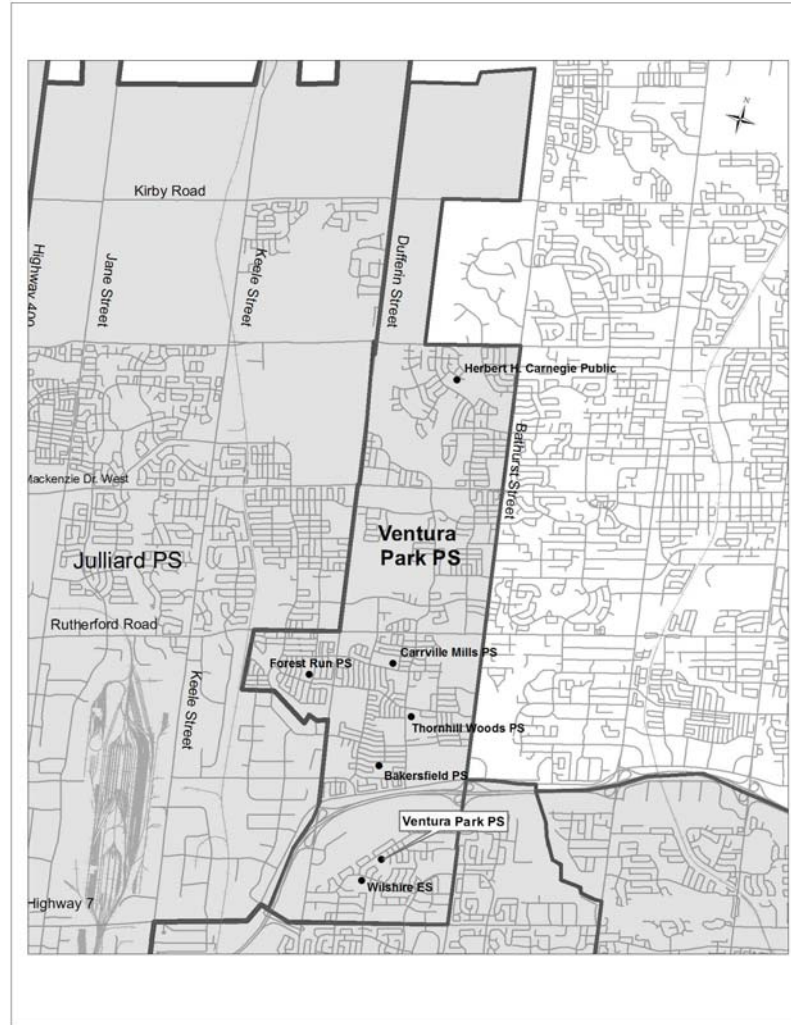 N
Kirby Road
Highway 400
Jane Street
Keele Street
Dufferin Street
Herbert H. Carnegie Public
Bathurst Street
Mackenzie Dr. West
Ventura
Park PS
Julliard PS
Rutherford Road
Carrville Mills PS
Forest Run PS
Keele Street
Thornhill Woods PS
Bakersfield PS
Ventura Park PS
Wilshire ES
Highway 7